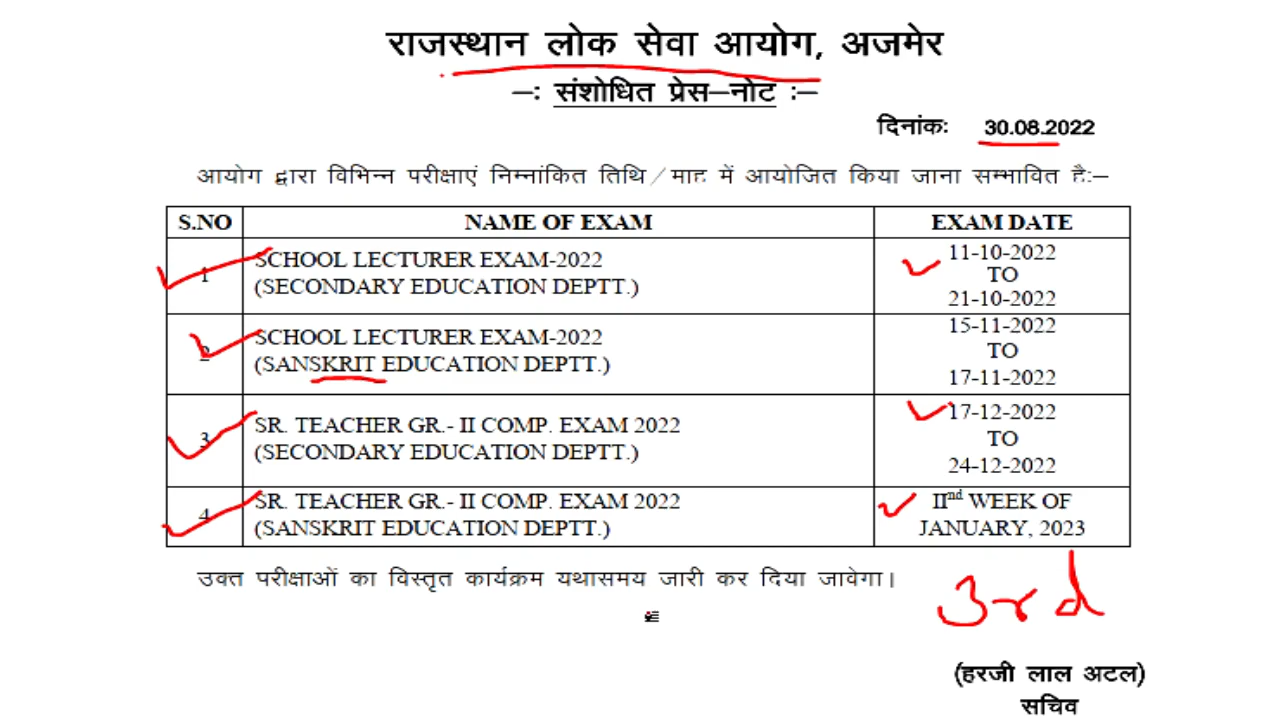 राजस्थान लोक सेवा आयोग, अजमेर
–: संशोधित प्रेस–नोट :–
दिनांकः 30.08.2022
आयोग द्वारा विभिन्न परीक्षाएं निम्नांकित तिथि/माह में आयोजित किया जाना सम्भावित हैः–
S.NO NAME OF EXAM EXAM DATE
1 SCHOOL LECTURER EXAM-2022 (SECONDARY EDUCATION DEPTT.) 11-10-2022 TO 21-10-2022
2 SCHOOL LECTURER EXAM-2022 (SANSKRIT EDUCATION DEPTT.) 15-11-2022 TO 17-11-2022
3 SR. TEACHER GR.- II COMP. EXAM 2022 (SECONDARY EDUCATION DEPTT.) 17-12-2022 TO 24-12-2022
4 SR. TEACHER GR.- II COMP. EXAM 2022 (SANSKRIT EDUCATION DEPTT.) IInd WEEK OF JANUARY, 2023
उक्त परीक्षाओं का विस्तृत कार्यक्रम यथासमय जारी कर दिया जावेगा।
3rd
(हरजी लाल अटल)
सचिव